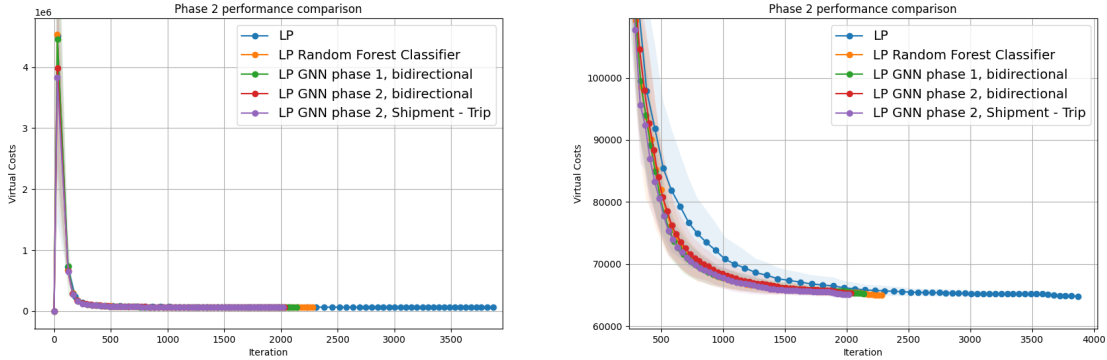 Phase 2 performance comparison
1e6
Virtual Costs
4
3
2
1
0
LP
LP Random Forest Classifier
LP GNN phase 1, bidirectional
LP GNN phase 2, bidirectional
LP GNN phase 2, Shipment - Trip
0 500 1000 1500 2000 2500 3000 3500
Iteration
Phase 2 performance comparison
Virtual Costs
100000
90000
80000
70000
60000
LP
LP Random Forest Classifier
LP GNN phase 1, bidirectional
LP GNN phase 2, bidirectional
LP GNN phase 2, Shipment - Trip
500 1000 1500 2000 2500 3000 3500 4000
Iteration